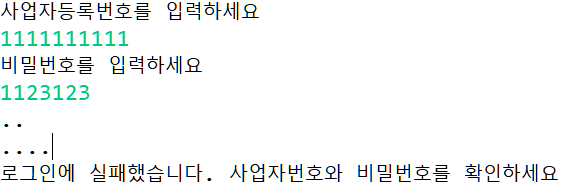 사업자등록번호를 입력하세요
1111111111
비밀번호를 입력하세요
1123123
..
....
로그인에 실패했습니다. 사업자번호와 비밀번호를 확인하세요